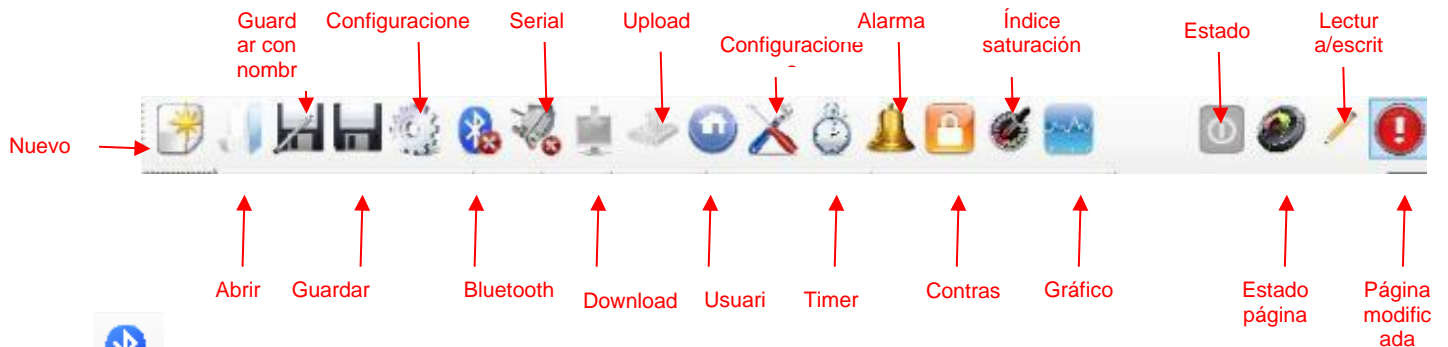 Guard
ar con
nombr
Configuracione
Serial
Upload
Configuracione
Alarma
Índice
saturación
Estado
Lectur
a/escrit
Nuevo
Abrir
Guardar
Bluetooth
Download
Usuari
Timer
Contras
Gráfico
Estado
página
Página
modific
ada